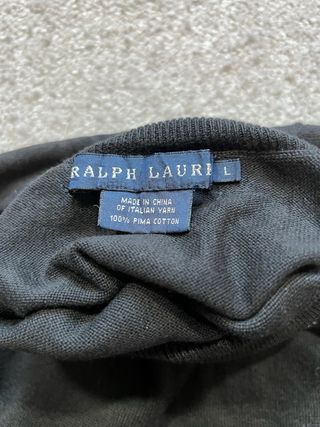 RALPH LAURE L
MADE IN CHINA
OF ITALIAN YARN
100% PIMA COTTON